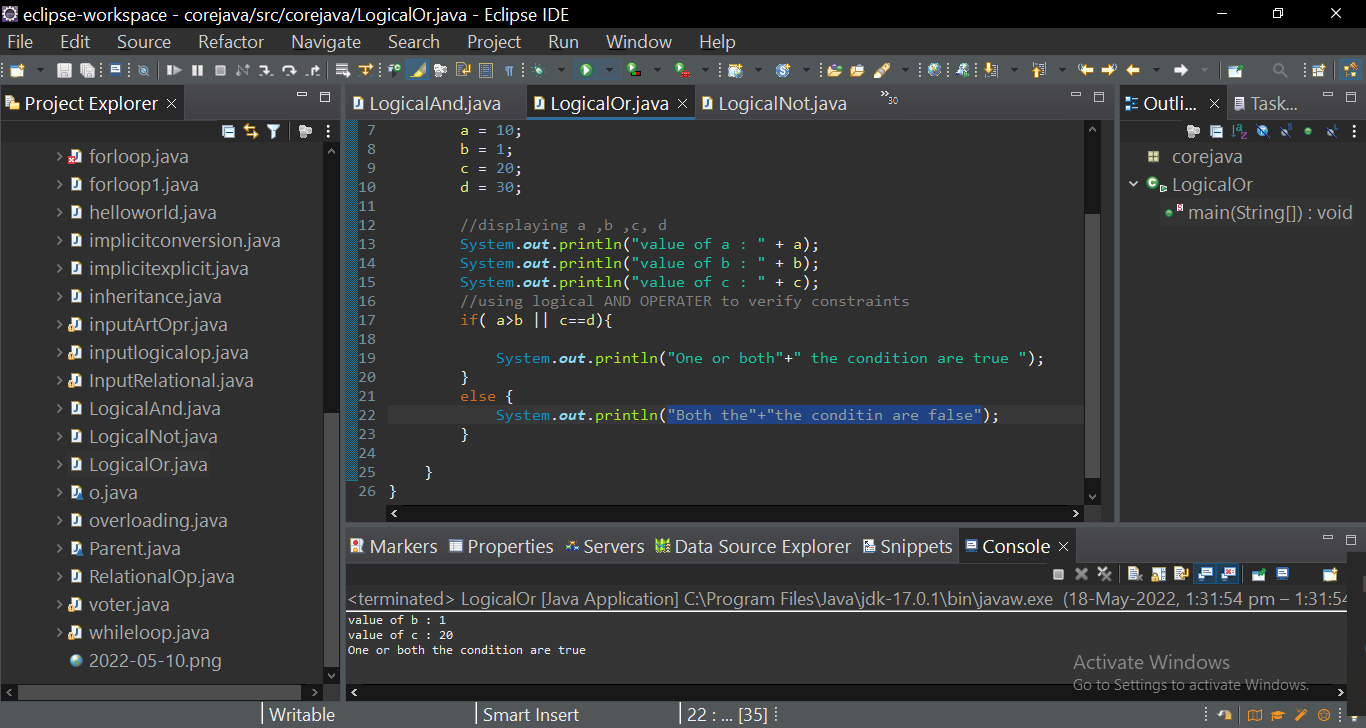 eclipse-workspace - corejava/src/corejava/LogicalOr.java - Eclipse IDE
File Edit Source Refactor Navigate Search Project Run Window Help
Project Explorer
forloop.java
forloop1.java
helloworld.java
implicitconversion.java
implicitexplicit.java
inheritance.java
inputArtOpr.java
inputlogicalop.java
InputRelational.java
LogicalAnd.java
LogicalNot.java
LogicalOr.java
o.java
overloading.java
Parent.java
RelationalOp.java
voter.java
whileloop.java
2022-05-10.png
LogicalAnd.java LogicalOr.java LogicalNot.java »30
7 a = 10;
8 b = 1;
9 c = 20;
10 d = 30;
11
12 //displaying a ,b ,c, d
13 System.out.println("value of a : " + a);
14 System.out.println("value of b : " + b);
15 System.out.println("value of c : " + c);
16 //using logical AND OPERATER to verify constraints
17 if( a>b || c==d){
18
19 System.out.println("One or both"+" the condition are true ");
20 }
21 else {
22 System.out.println("Both the"+"the conditin are false");
23 }
24
25 }
26 }
Outli... Task...
corejava
LogicalOr
main(String[]) : void
Markers Properties Servers Data Source Explorer Snippets Console
<terminated> LogicalOr [Java Application] C:\Program Files\Java\jdk-17.0.1\bin\javaw.exe (18-May-2022, 1:31:54 pm – 1:31:54
value of b : 1
value of c : 20
One or both the condition are true
Activate Windows
Go to Settings to activate Windows.
Writable Smart Insert 22 : ... [35]